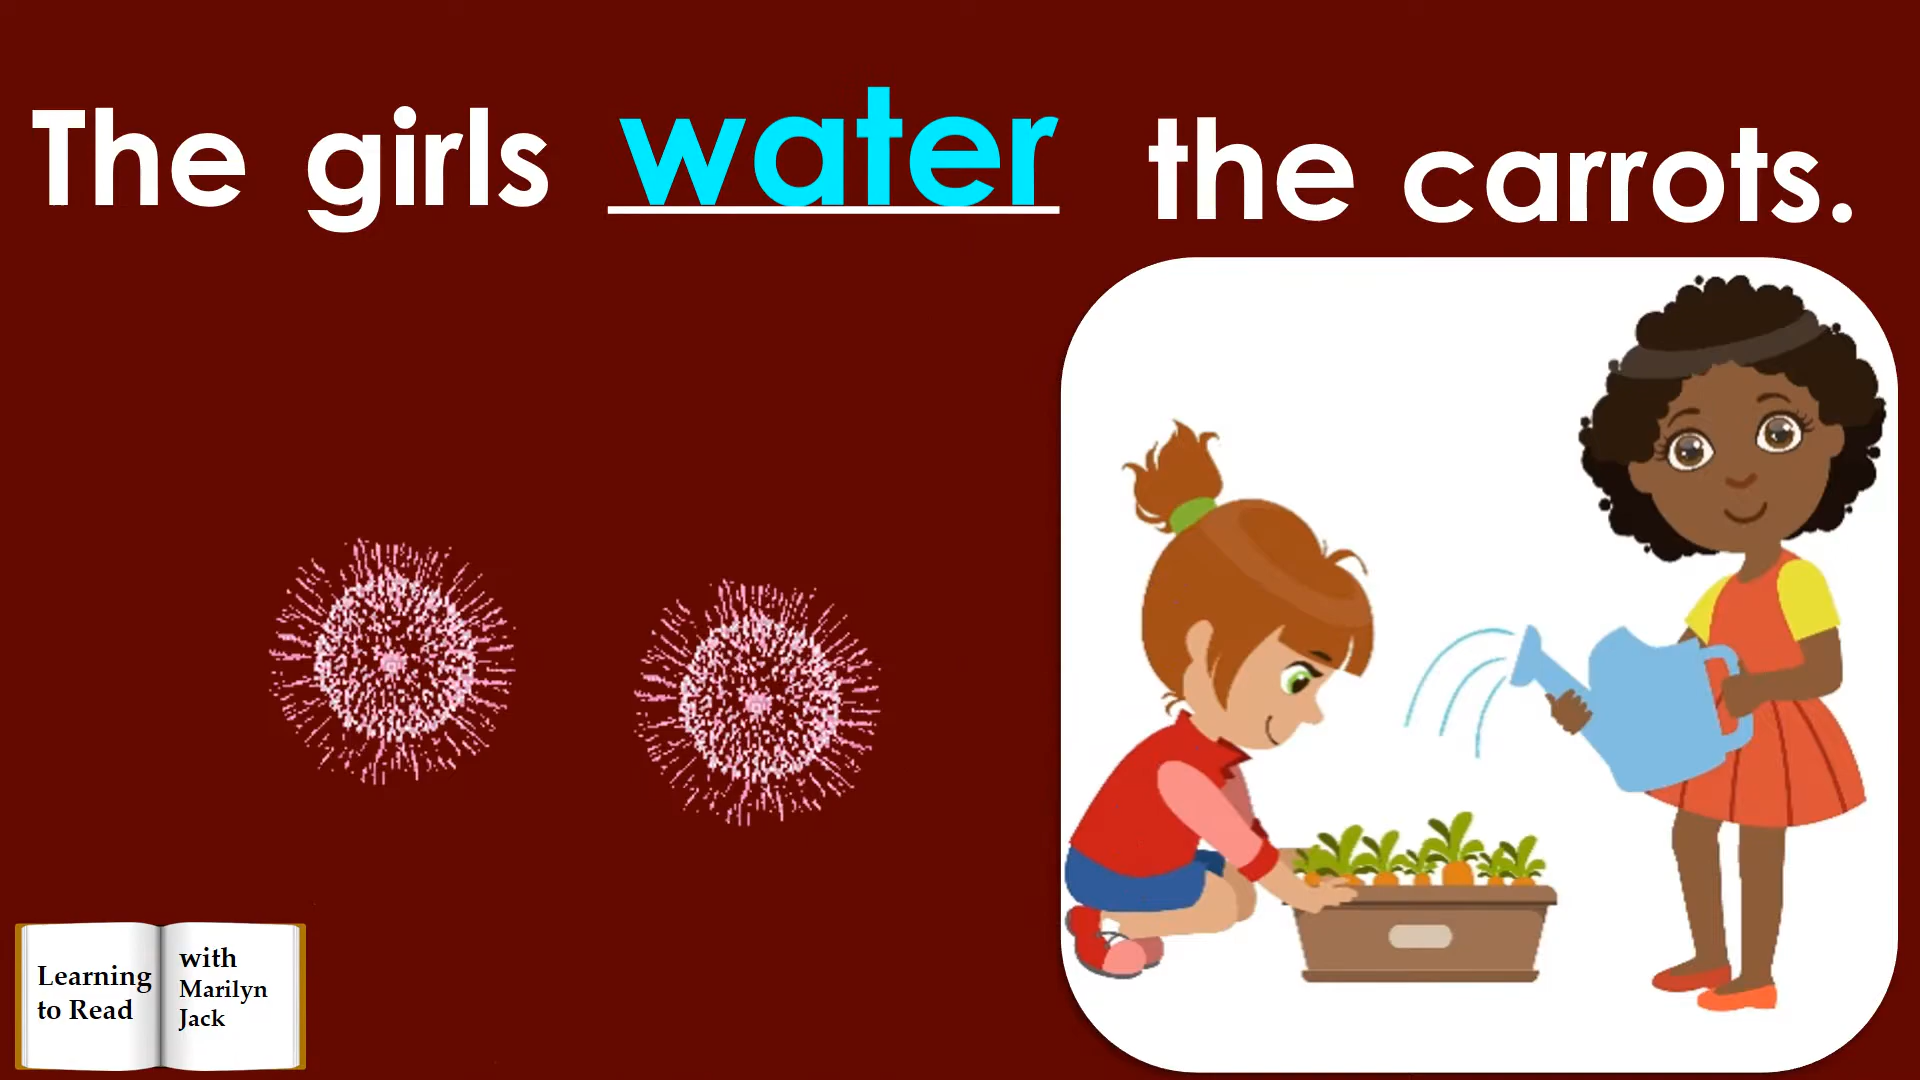 The girls water the carrots.
Learning
to Read
with
Marilyn
Jack